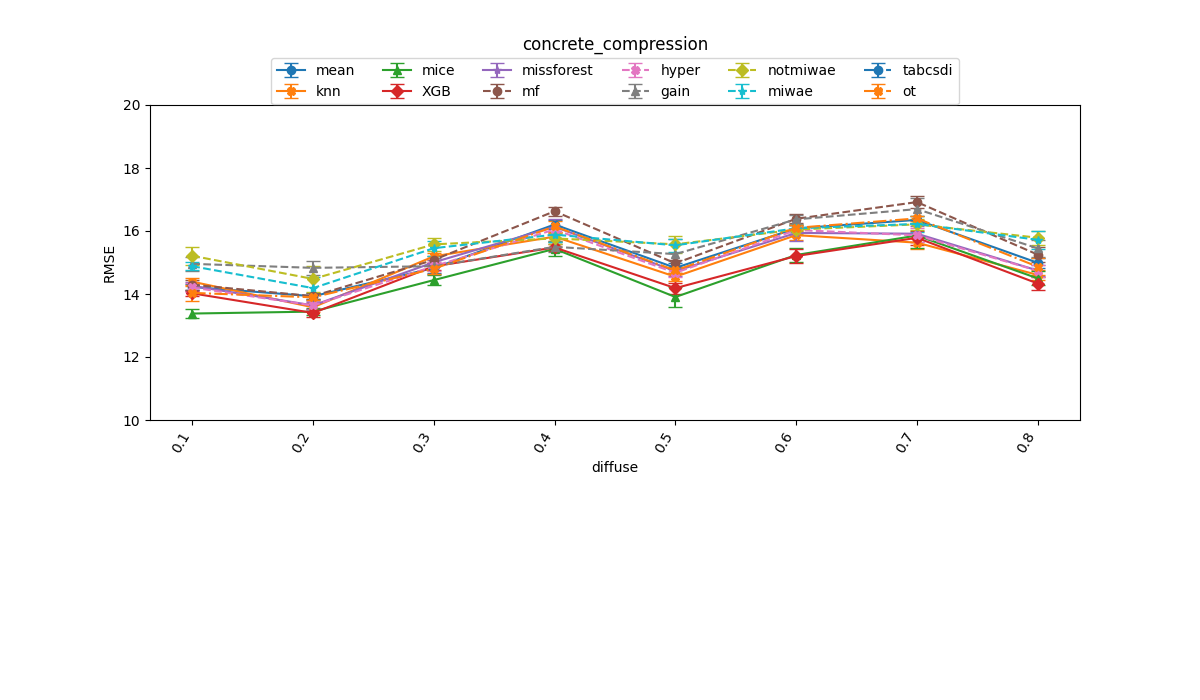 concrete_compression
mean mice missforest hyper notmiwae tabcsdi
knn XGB mf gain miwae ot
20
18
16
14
12
10
RMSE
0.1 0.2 0.3 0.4 0.5 0.6 0.7 0.8
diffuse